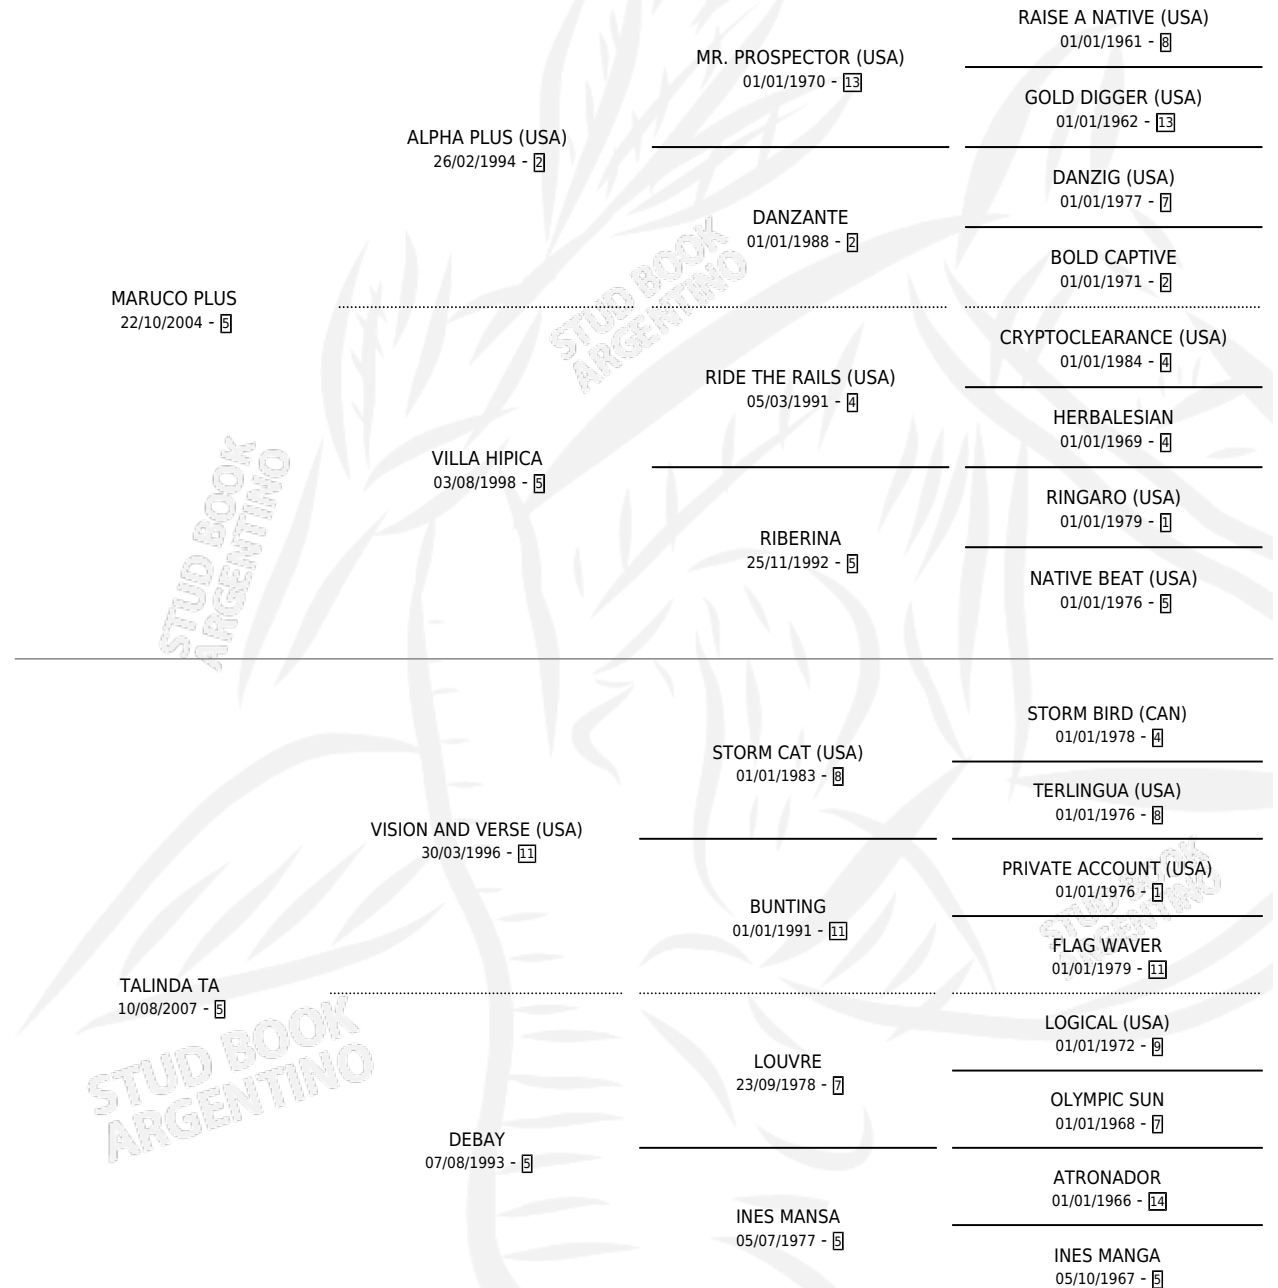 RAISE A NATIVE (USA)
01/01/1961 - 8
MR. PROSPECTOR (USA)
01/01/1970 - 13
GOLD DIGGER (USA)
01/01/1962 - 13
ALPHA PLUS (USA)
26/02/1994 - 2
DANZIG (USA)
01/01/1977 - 7
DANZANTE
01/01/1988 - 2
BOLD CAPTIVE
01/01/1971 - 2
MARUCO PLUS
22/10/2004 - 5
STUD BOOK
ARGENTINO
CRYPTOCLEARANCE (USA)
01/01/1984 - 4
RIDE THE RAILS (USA)
05/03/1991 - 4
HERBALESIAN
01/01/1969 - 4
VILLA HIPICA
03/08/1998 - 5
RINGARO (USA)
01/01/1979 - 1
RIBERINA
25/11/1992 - 5
NATIVE BEAT (USA)
01/01/1976 - 5
STUD BOOK
ARGENTINO
STORM BIRD (CAN)
01/01/1978 - 4
STORM CAT (USA)
01/01/1983 - 8
TERLINGUA (USA)
01/01/1976 - 8
VISION AND VERSE (USA)
30/03/1996 - 11
PRIVATE ACCOUNT (USA)
01/01/1976 - 1
BUNTING
01/01/1991 - 11
STUD BOOK
ARGENTINO
FLAG WAVER
01/01/1979 - 11
TALINDA TA
10/08/2007 - 5
STUD BOOK
ARGENTINO
LOGICAL (USA)
01/01/1972 - 9
LOUVRE
23/09/1978 - 7
OLYMPIC SUN
01/01/1968 - 7
DEBAY
07/08/1993 - 5
ATRONADOR
01/01/1966 - 14
INES MANSA
05/07/1977 - 5
INES MANGA
05/10/1967 - 5